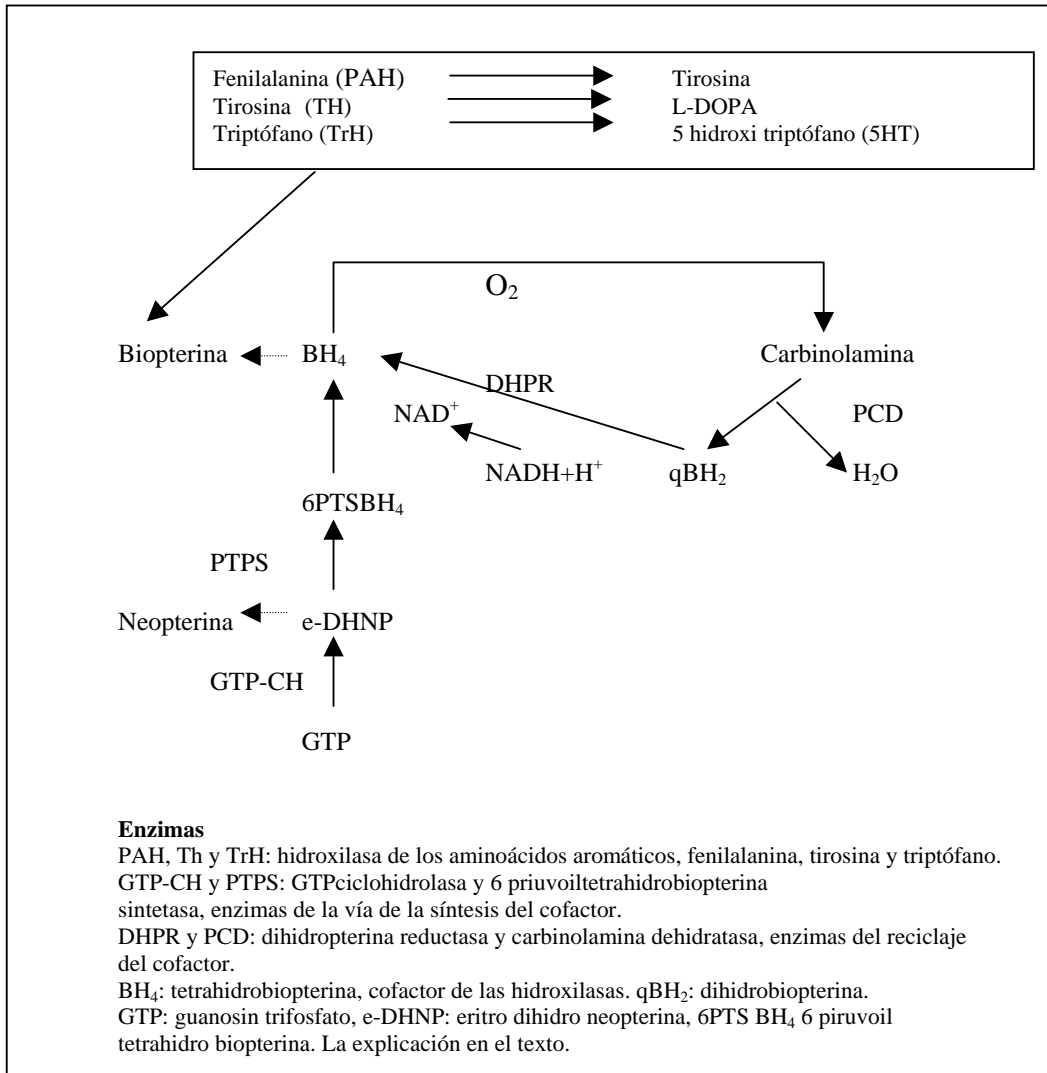 Fenilalanina (PAH) Tirosina
Tirosina (TH) L-DOPA
Triptófano (TrH) 5 hidroxi triptófano (5HT)
O₂
Biopterina BH₄ Carbinolamina
DHPR
NAD⁺ PCD
NADH+H⁺ qBH₂ H₂O
6PTSBH₄
PTPS
Neopterina e-DHNP
GTP-CH
GTP
Enzimas
PAH, Th y TrH: hidroxilasa de los aminoácidos aromáticos, fenilalanina, tirosina y triptófano.
GTP-CH y PTPS: GTPciclohidrolasa y 6 priuvoiltetrahidrobiopterina
sintetasa, enzimas de la vía de la síntesis del cofactor.
DHPR y PCD: dihidropterina reductasa y carbinolamina dehidratasa, enzimas del reciclaje
del cofactor.
BH₄: tetrahidrobiopterina, cofactor de las hidroxilasas. qBH₂: dihidrobiopterina.
GTP: guanosin trifosfato, e-DHNP: eritro dihidro neopterina, 6PTS BH₄ 6 piruvoil
tetrahidro biopterina. La explicación en el texto.